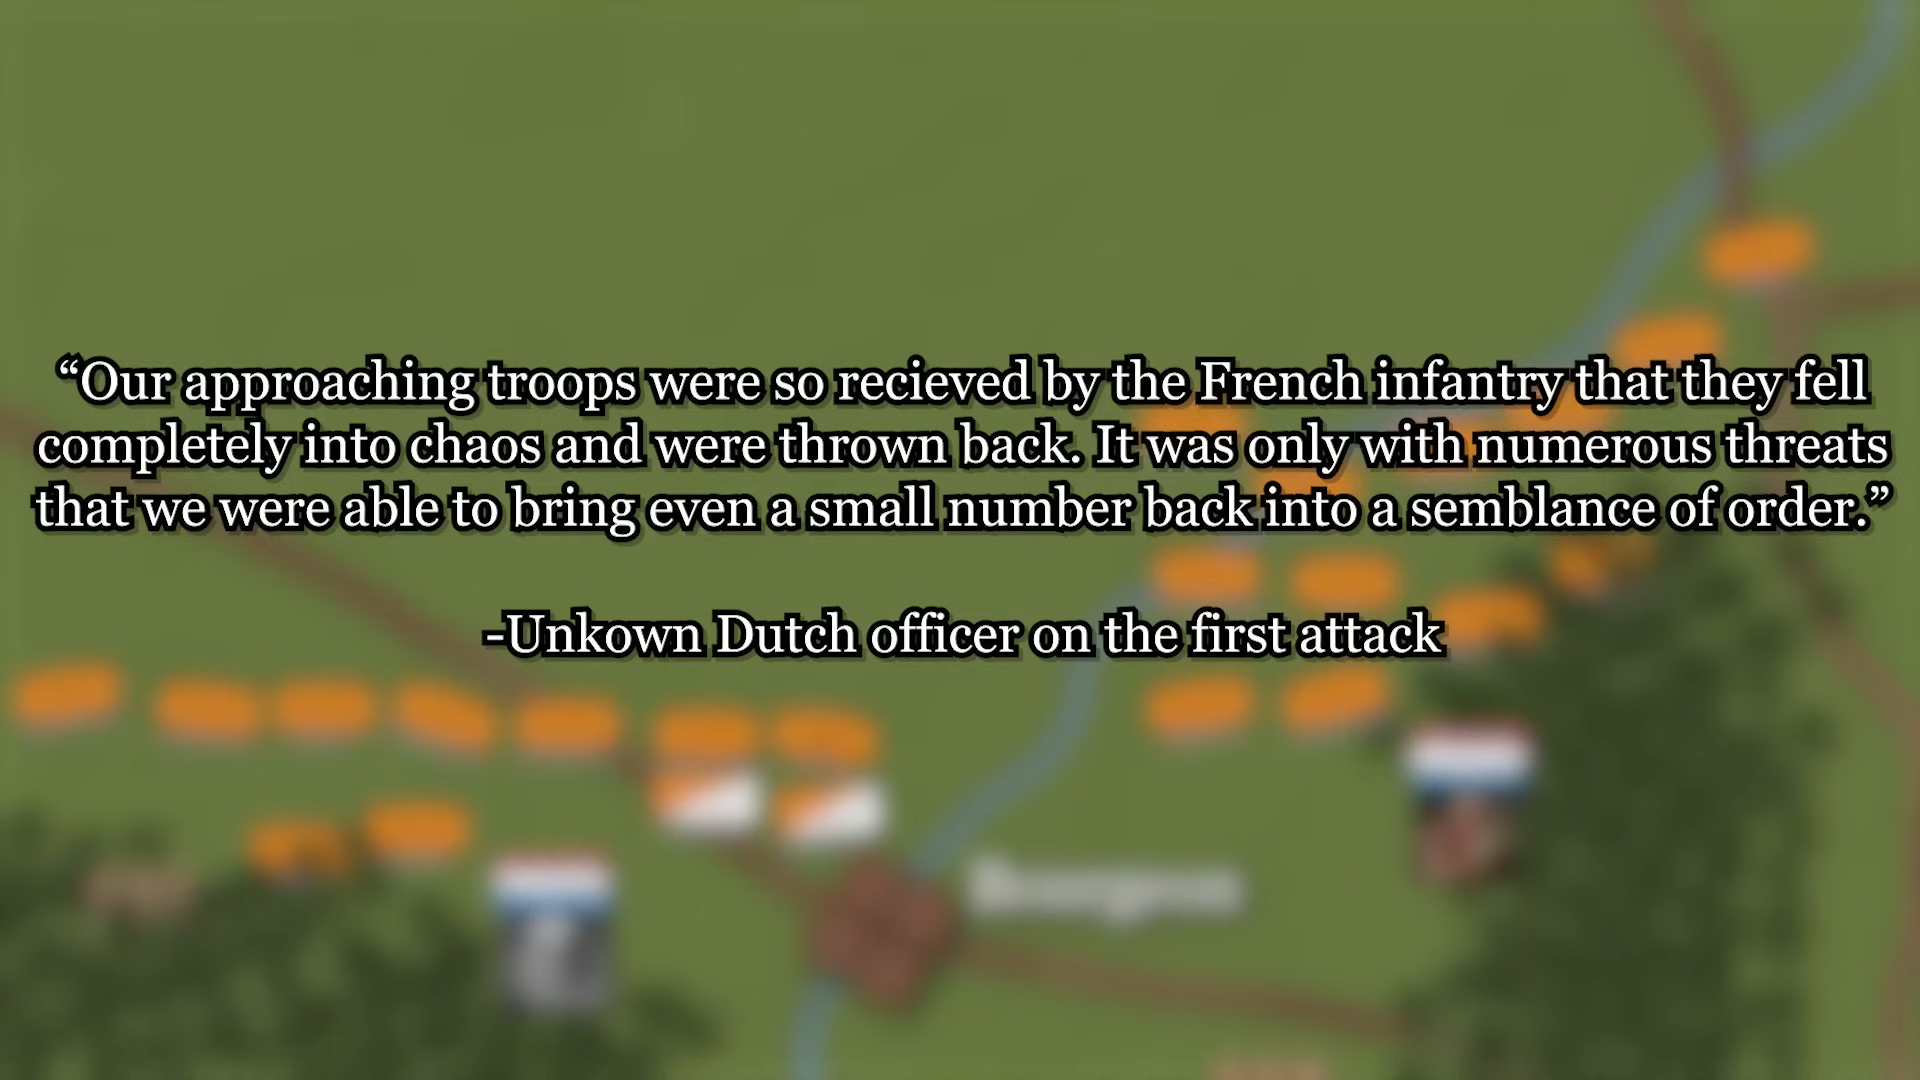 “Our approaching troops were so recieved by the French infantry that they fell
completely into chaos and were thrown back. It was only with numerous threats
that we were able to bring even a small number back into a semblance of order.”
-Unkown Dutch officer on the first attack